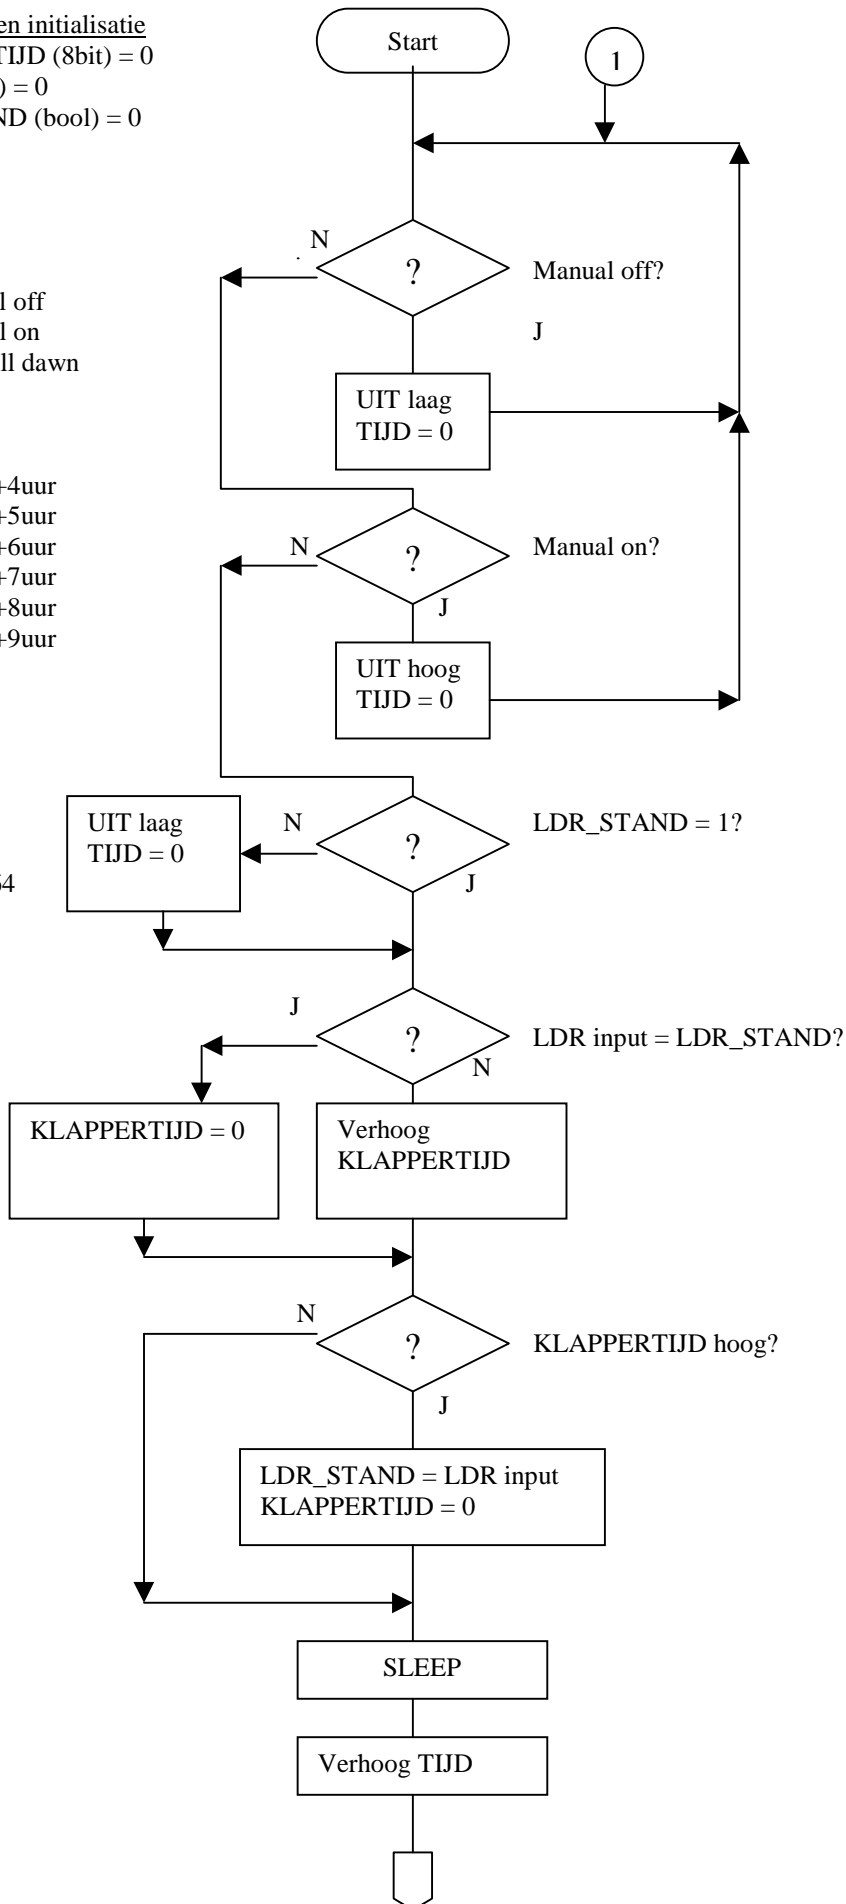 en initialisatie
TIJD (8bit) = 0
) = 0
ND (bool) = 0
l off
l on
ll dawn
+4uur
+5uur
+6uur
+7uur
+8uur
+9uur
64
Start
1
N
?
Manual off?
J
UIT laag
TIJD = 0
N
?
Manual on?
J
UIT hoog
TIJD = 0
UIT laag
TIJD = 0
N
?
LDR_STAND = 1?
J
J
?
LDR input = LDR_STAND?
N
KLAPPERTIJD = 0
Verhoog
KLAPPERTIJD
N
?
KLAPPERTIJD hoog?
J
LDR_STAND = LDR input
KLAPPERTIJD = 0
SLEEP
Verhoog TIJD